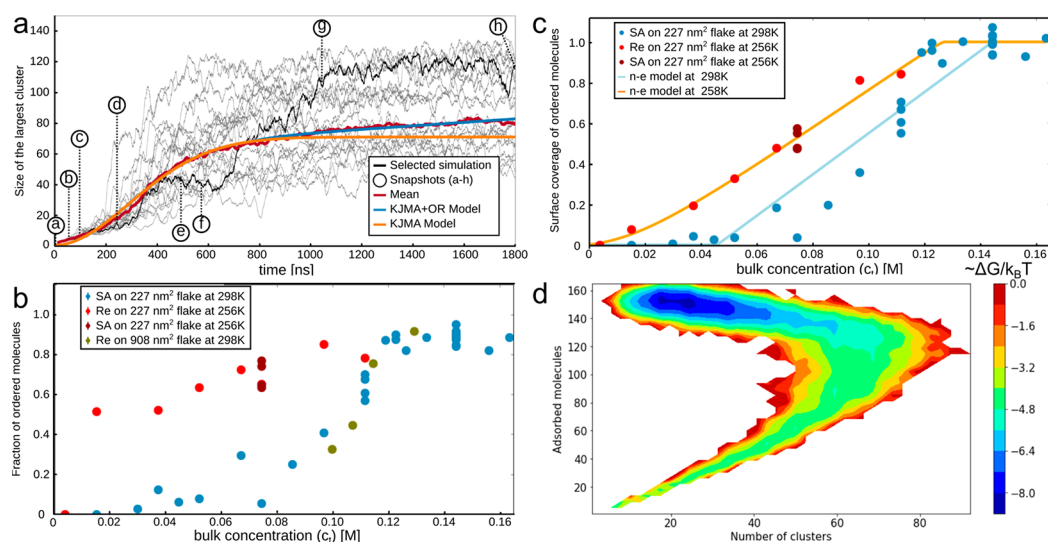 a
Size of the largest cluster
140
120
100
80
60
40
20
0
a
b
c
d
e
f
g
h
Selected simulation
Snapshots (a-h)
Mean
KJMA+OR Model
KJMA Model
0 200 400 600 800 1000 1200 1400 1600 1800
time [ns]
b
Fraction of ordered molecules
1.0
0.8
0.6
0.4
0.2
0.0
SA on 227 nm² flake at 298K
Re on 227 nm² flake at 256K
SA on 227 nm² flake at 256K
Re on 908 nm² flake at 298K
0 0.02 0.04 0.06 0.08 0.10 0.12 0.14 0.16
bulk concentration (cᵣ) [M]
c
Surface coverage of ordered molecules
1.0
0.8
0.6
0.4
0.2
0
SA on 227 nm² flake at 298K
Re on 227 nm² flake at 256K
SA on 227 nm² flake at 256K
n-e model at 298K
n-e model at 258K
0.00 0.02 0.04 0.06 0.08 0.10 0.12 0.14 0.16
bulk concentration (cᵣ) [M]
~ΔG/kBT
d
Adsorbed molecules
160
140
120
100
80
60
40
20
20 40 60 80
Number of clusters
0.0
-1.6
-3.2
-4.8
-6.4
-8.0